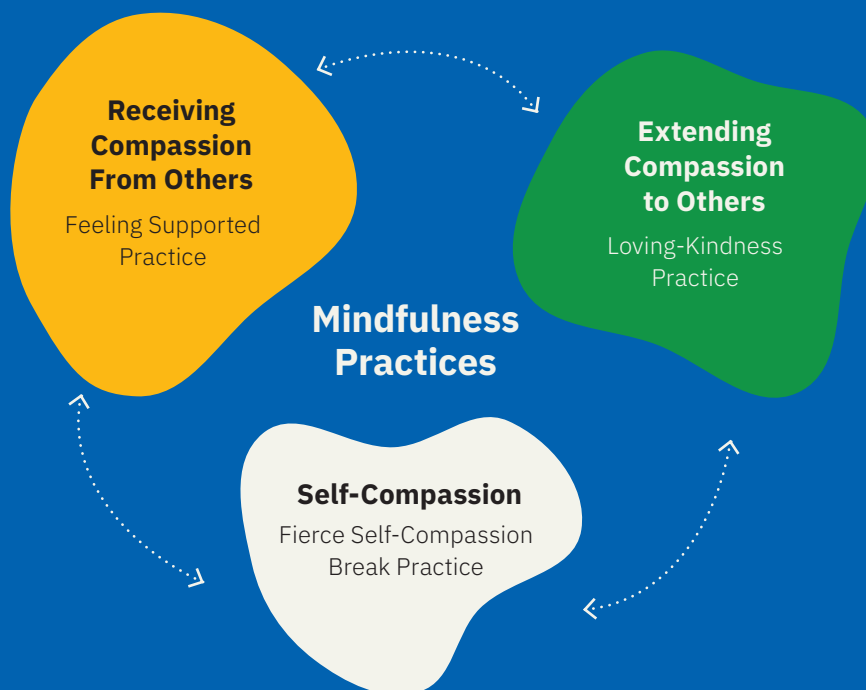 Receiving
Compassion
From Others
Feeling Supported
Practice
Extending
Compassion
to Others
Loving-Kindness
Practice
Mindfulness
Practices
Self-Compassion
Fierce Self-Compassion
Break Practice